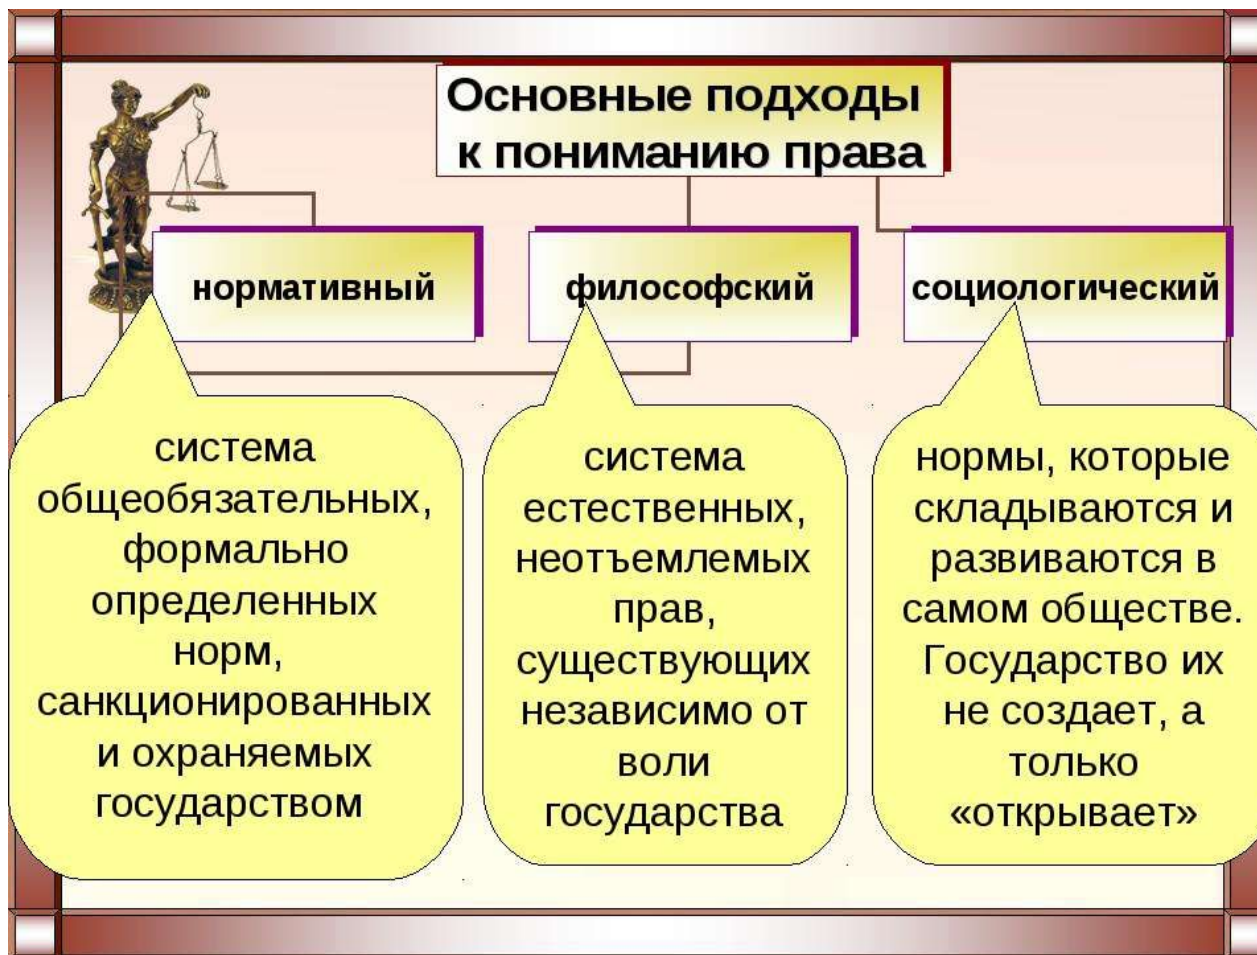 Основные подходы
к пониманию права
нормативный
философский
социологический
система
общеобязательных,
формально
определенных
норм,
санкционированных
и охраняемых
государством
система
естественных,
неотъемлемых
прав,
существующих
независимо от
воли
государства
нормы, которые
складываются и
развиваются в
самом обществе.
Государство их
не создает, а
только
«открывает»